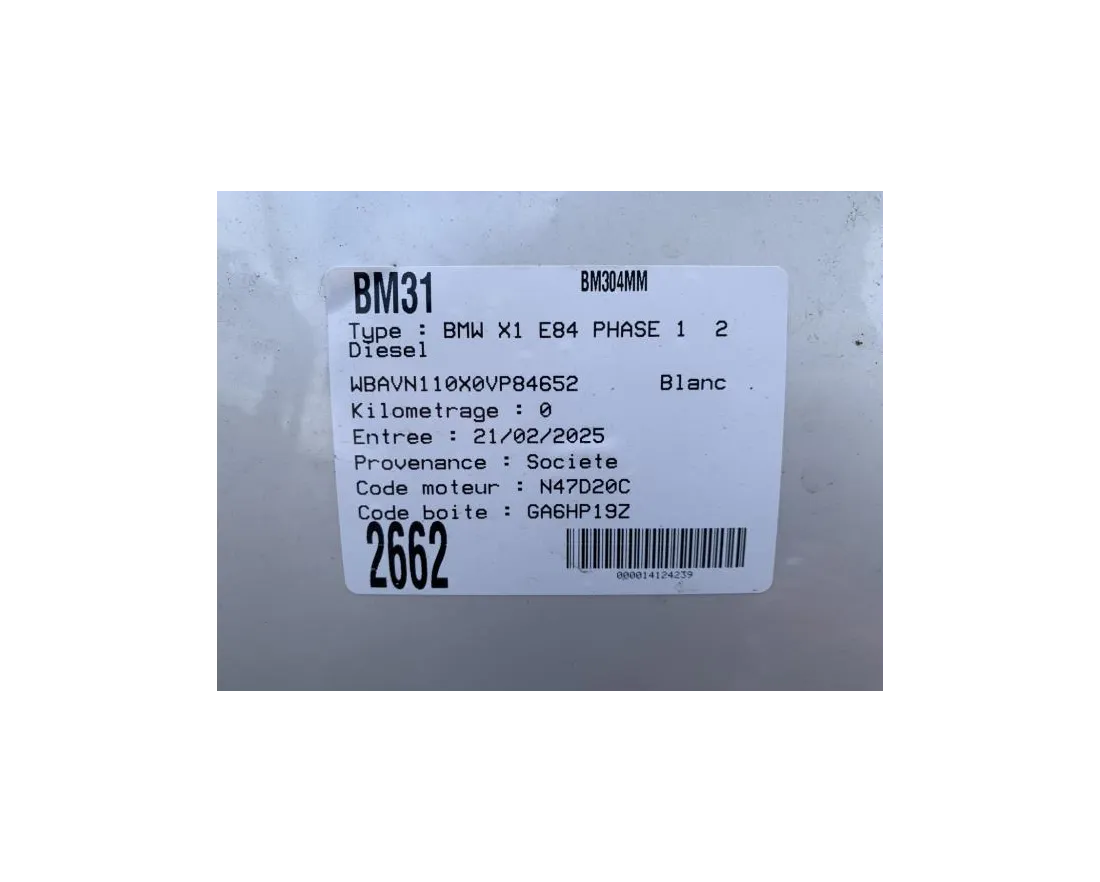 BM31 BM304MM
Type : BMW X1 E84 PHASE 1 2
Diesel
WBAVN110X0VP84652 Blanc
Kilometrage : 0
Entree : 21/02/2025
Provenance : Societe
Code moteur : N47D20C
Code boite : GA6HP19Z
2662
000014124239